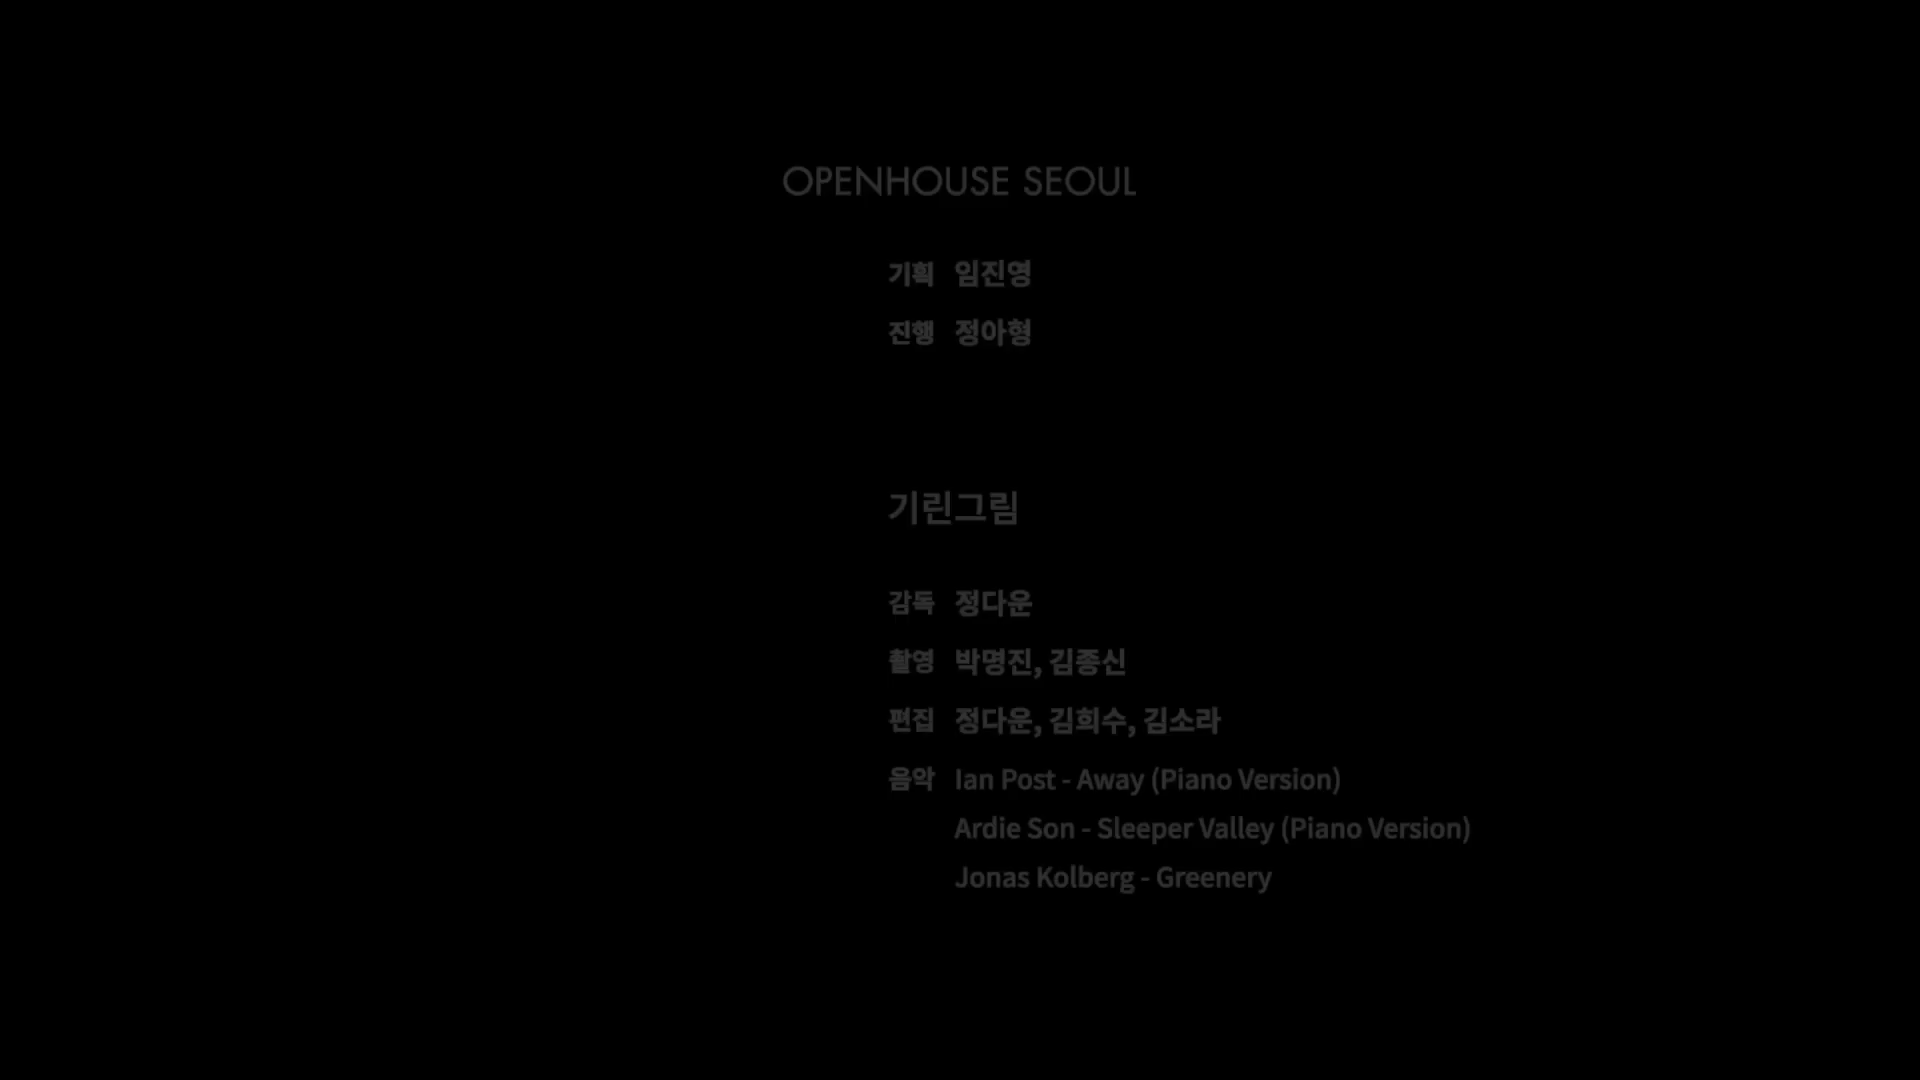 OPENHOUSE SEOUL
기획 임진영
진행 정아형
기린그림
감독 정다운
촬영 박명진, 김종신
편집 정다운, 김희수, 김소라
음악 Ian Post - Away (Piano Version)
Ardie Son - Sleeper Valley (Piano Version)
Jonas Kolberg - Greenery